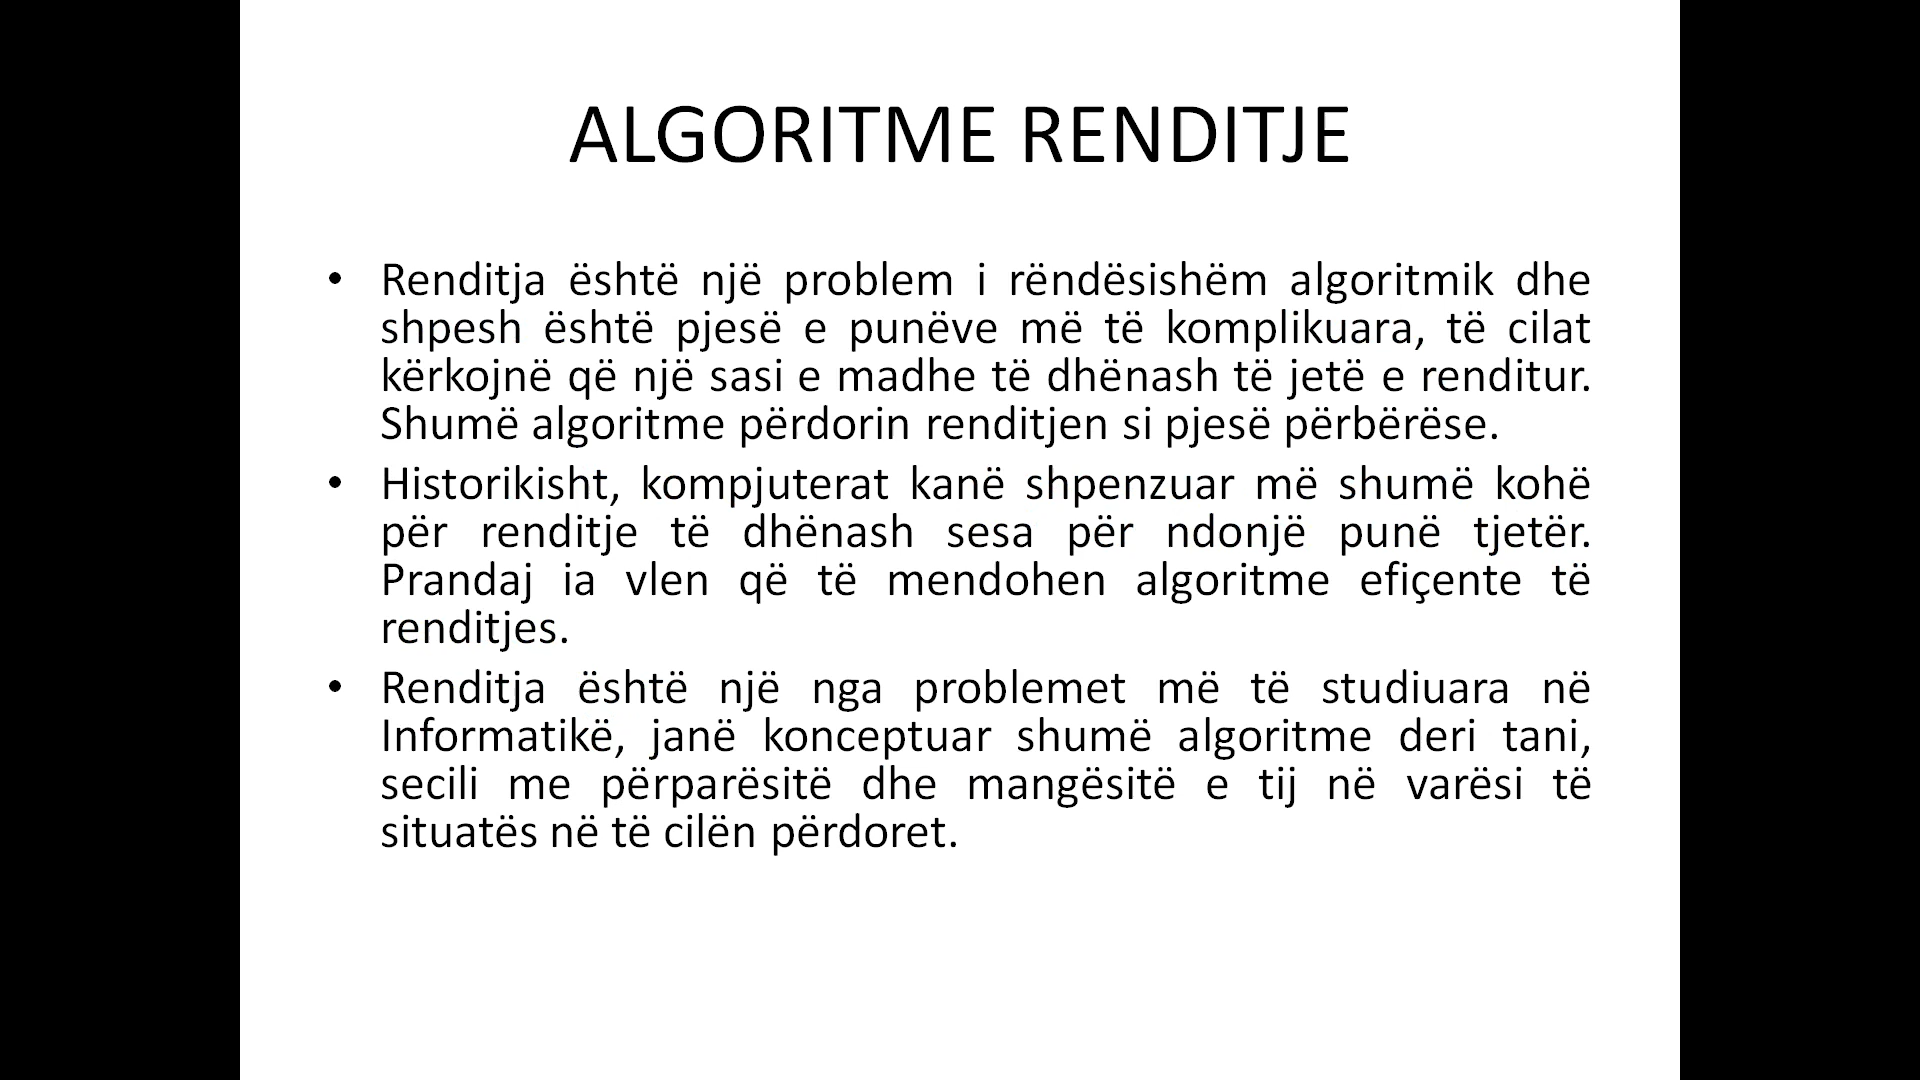 ALGORITME RENDITJE
• Renditja është një problem i rëndësishëm algoritmik dhe
shpesh është pjesë e punëve më të komplikuara, të cilat
kërkojnë që një sasi e madhe të dhënash të jetë e renditur.
Shumë algoritme përdorin renditjen si pjesë përbërëse.
• Historikisht, kompjuterat kanë shpenzuar më shumë kohë
për renditje të dhënash sesa për ndonjë punë tjetër.
Prandaj ia vlen që të mendohen algoritme efiçente të
renditjes.
• Renditja është një nga problemet më të studiuara në
Informatikë, janë konceptuar shumë algoritme deri tani,
secili me përparësitë dhe mangësitë e tij në varësi të
situatës në të cilën përdoret.